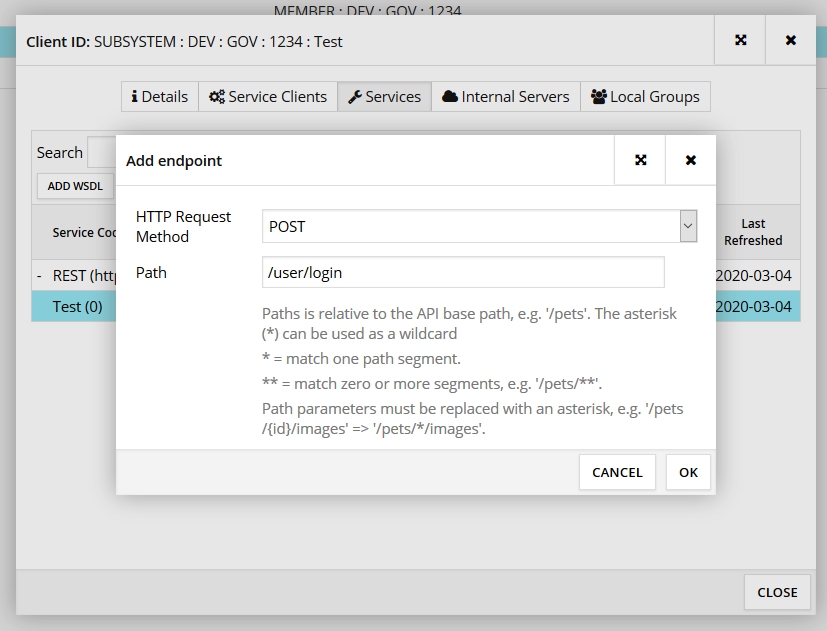 MEMBER : DEV : GOV : 1234
Client ID: SUBSYSTEM : DEV : GOV : 1234 : Test
Details Service Clients Services Internal Servers Local Groups
Search
ADD WSDL
Service
Last
Refreshed
- REST
2020-03-04
Test (0)
2020-03-04
Add endpoint
HTTP Request
Method
POST
Path
/user/login
Paths is relative to the API base path, e.g. '/pets'. The asterisk
(*) can be used as a wildcard
* = match one path segment.
** = match zero or more segments, e.g. '/pets/**'.
Path parameters must be replaced with an asterisk, e.g. '/pets
/{id}/images' => '/pets/*/images'.
CANCEL
OK
CLOSE